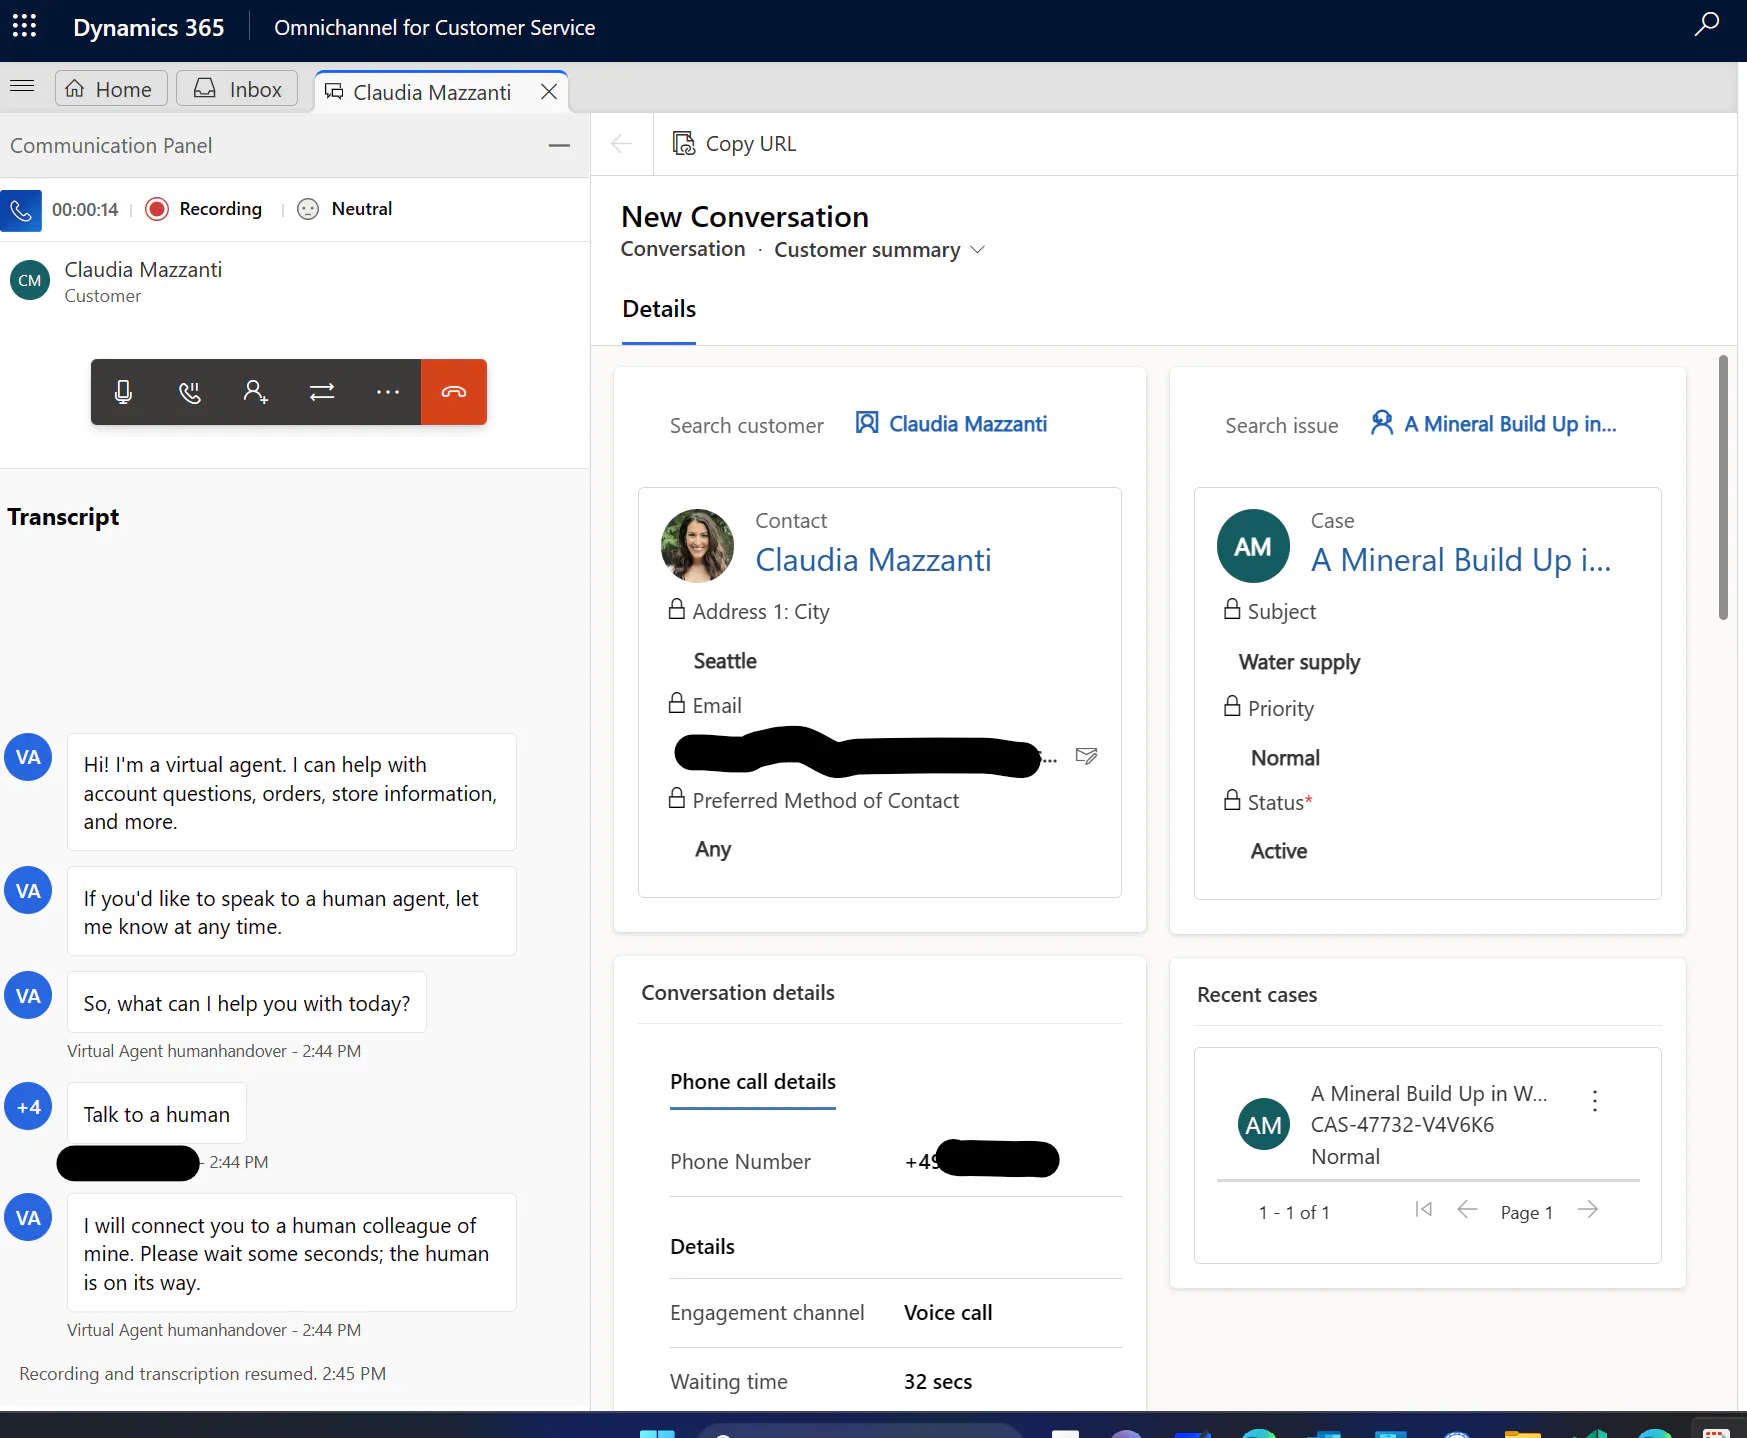 Dynamics 365
Omnichannel for Customer Service
Home
Inbox
Claudia Mazzanti
Communication Panel
00:00:14
Recording
Neutral
CM
Claudia Mazzanti
Customer
Transcript
VA
Hi! I'm a virtual agent. I can help with
account questions, orders, store information,
and more.
VA
If you'd like to speak to a human agent, let
me know at any time.
VA
So, what can I help you with today?
Virtual Agent humanhandover - 2:44 PM
+4
Talk to a human
- 2:44 PM
VA
I will connect you to a human colleague of
mine. Please wait some seconds; the human
is on its way.
Virtual Agent humanhandover - 2:44 PM
Recording and transcription resumed. 2:45 PM
Copy URL
New Conversation
Conversation · Customer summary
Details
Search customer
Claudia Mazzanti
Contact
Claudia Mazzanti
Address 1: City
Seattle
Email
...
Preferred Method of Contact
Any
Search issue
A Mineral Build Up in...
AM
Case
A Mineral Build Up i...
Subject
Water supply
Priority
Normal
Status*
Active
Conversation details
Phone call details
Phone Number
+49
Details
Engagement channel
Voice call
Waiting time
32 secs
Recent cases
AM
A Mineral Build Up in W...
CAS-47732-V4V6K6
Normal
1 - 1 of 1
Page 1